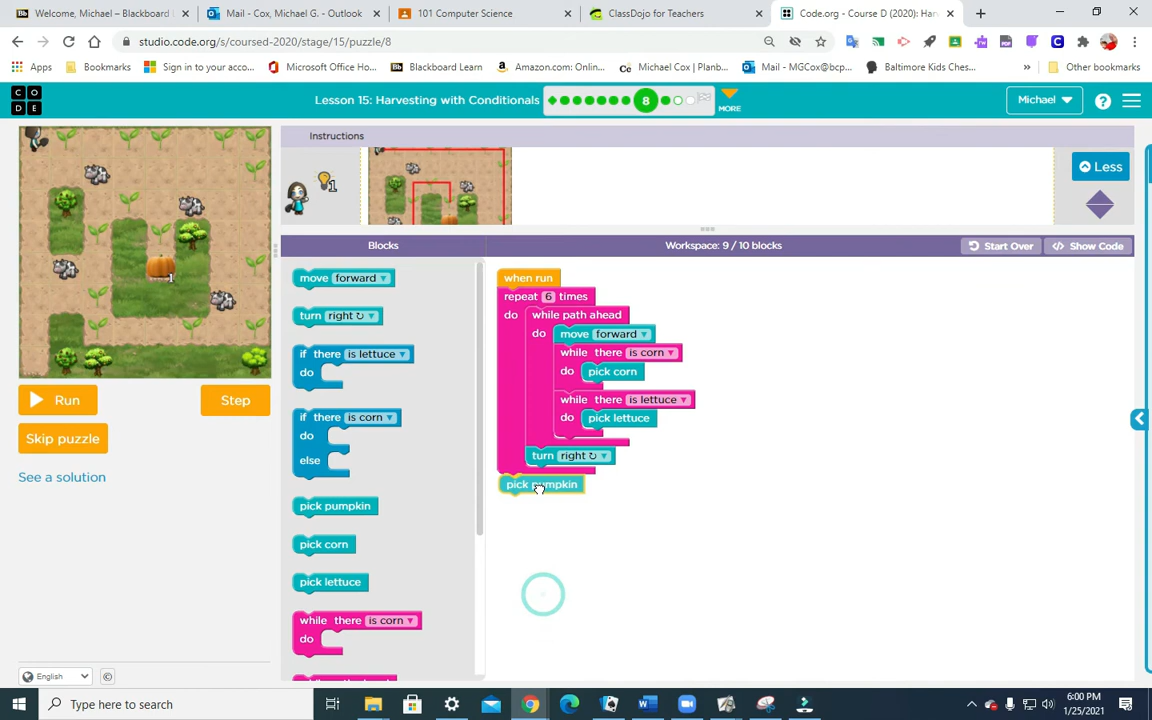 Welcome, Michael – Blackboard
Mail - Cox, Michael G. - Outlook
101 Computer Science
ClassDojo for Teachers
Code.org - Course D (2020): Har
studio.code.org/s/coursed-2020/stage/15/puzzle/8
Apps
Bookmarks
Sign in to your acco...
Microsoft Office Ho...
Blackboard Learn
Amazon.com: Onlin...
Michael Cox | Planb...
Mail - MGCox@bcp...
Baltimore Kids Ches...
»
Other bookmarks
CO
DE
Lesson 15: Harvesting with Conditionals
8
MORE
Michael
?
Instructions
1
Less
Blocks
Workspace: 9 / 10 blocks
Start Over
</> Show Code
1
Run
Step
Skip puzzle
See a solution
English
©
move forward
turn right ↻
if there is lettuce
do
if there is corn
do
else
pick pumpkin
pick corn
pick lettuce
while there is corn
do
when run
repeat 6 times
do while path ahead
do move forward
while there is corn
do pick corn
while there is lettuce
do pick lettuce
turn right ↻
pick pumpkin
Type here to search
6:00 PM
1/25/2021